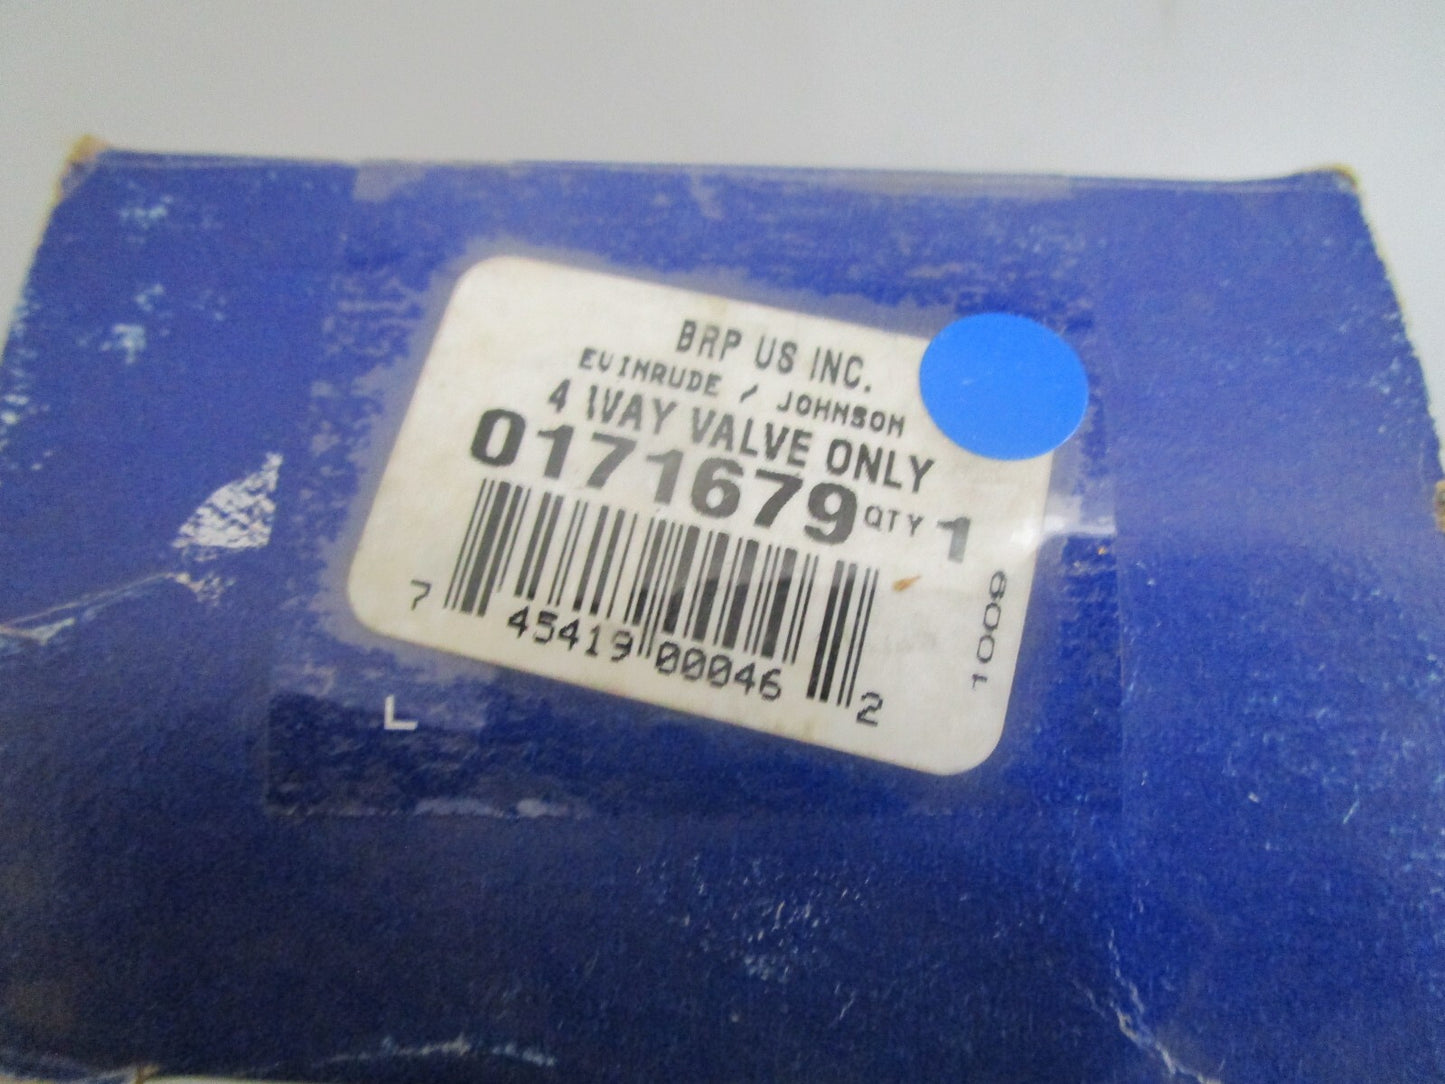 BRP US INC.
EVINRUDE / JOHNSON
4 WAY VALVE ONLY
0171679 QTY 1
7 45419 00046 2
1009
L